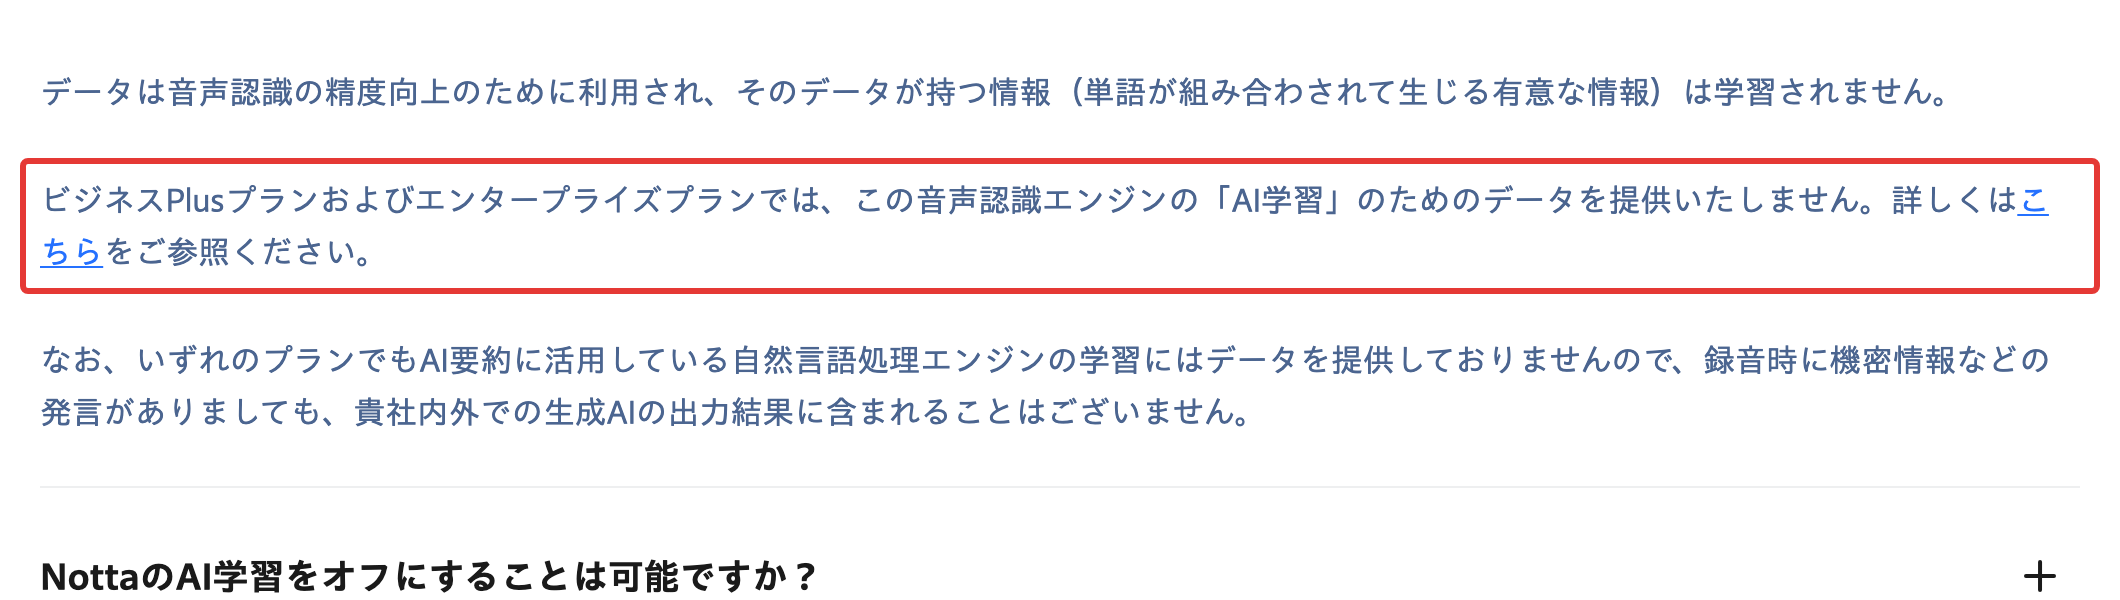 データは音声認識の精度向上のために利用され、そのデータが持つ情報（単語が組み合わされて生じる有意な情報）は学習されません。
ビジネスPlusプランおよびエンタープライズプランでは、この音声認識エンジンの「AI学習」のためのデータを提供いたしません。詳しくはこ
ちらをご参照ください。
なお、いずれのプランでもAI要約に活用している自然言語処理エンジンの学習にはデータを提供しておりませんので、録音時に機密情報などの
発言がありましても、貴社内外での生成AIの出力結果に含まれることはございません。
NottaのAI学習をオフにすることは可能ですか？